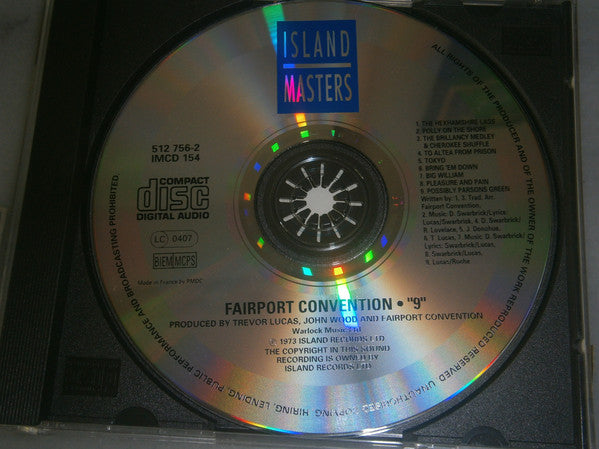 ISLAND
MASTERS
512 756-2
IMCD 154
COMPACT
disc
DIGITAL AUDIO
LC 0407
BIEM MCPS
Made in France by PMDC
1. THE HEXHAMSHIRE LASS
2. POLLY ON THE SHORE
3. THE BRILLIANCY MEDLEY
& CHEROKEE SHUFFLE
4. TO ALTEA FROM PRISON
5. TOKYO
6. BRING 'EM DOWN
7. BIG WILLIAM
8. PLEASURE AND PAIN
9. POSSIBLY PARSONS GREEN
Written by: 1, 3. Trad. Arr.
Fairport Convention,
2. Music: D. Swarbrick/Lyrics:
Lucas/Swarbrick, 4. D. Swarbrick/
R. Lovelace, 5. J. Donohue,
6. T. Lucas, 7. Music: D. Swarbrick/
Lyrics: Swarbrick/Lucas,
8. Swarbrick/Lucas,
9. Lucas/Roche
FAIRPORT CONVENTION • "9"
PRODUCED BY TREVOR LUCAS, JOHN WOOD AND FAIRPORT CONVENTION
Warlock Music Ltd
℗ 1973 ISLAND RECORDS LTD
THE COPYRIGHT IN THIS SOUND
RECORDING IS OWNED BY
ISLAND RECORDS LTD.
ALL RIGHTS OF THE PRODUCER AND OF THE OWNER OF THE WORK REPRODUCED RESERVED. UNAUTHORISED COPYING, HIRING, LENDING, PUBLIC PERFORMANCE AND BROADCASTING PROHIBITED